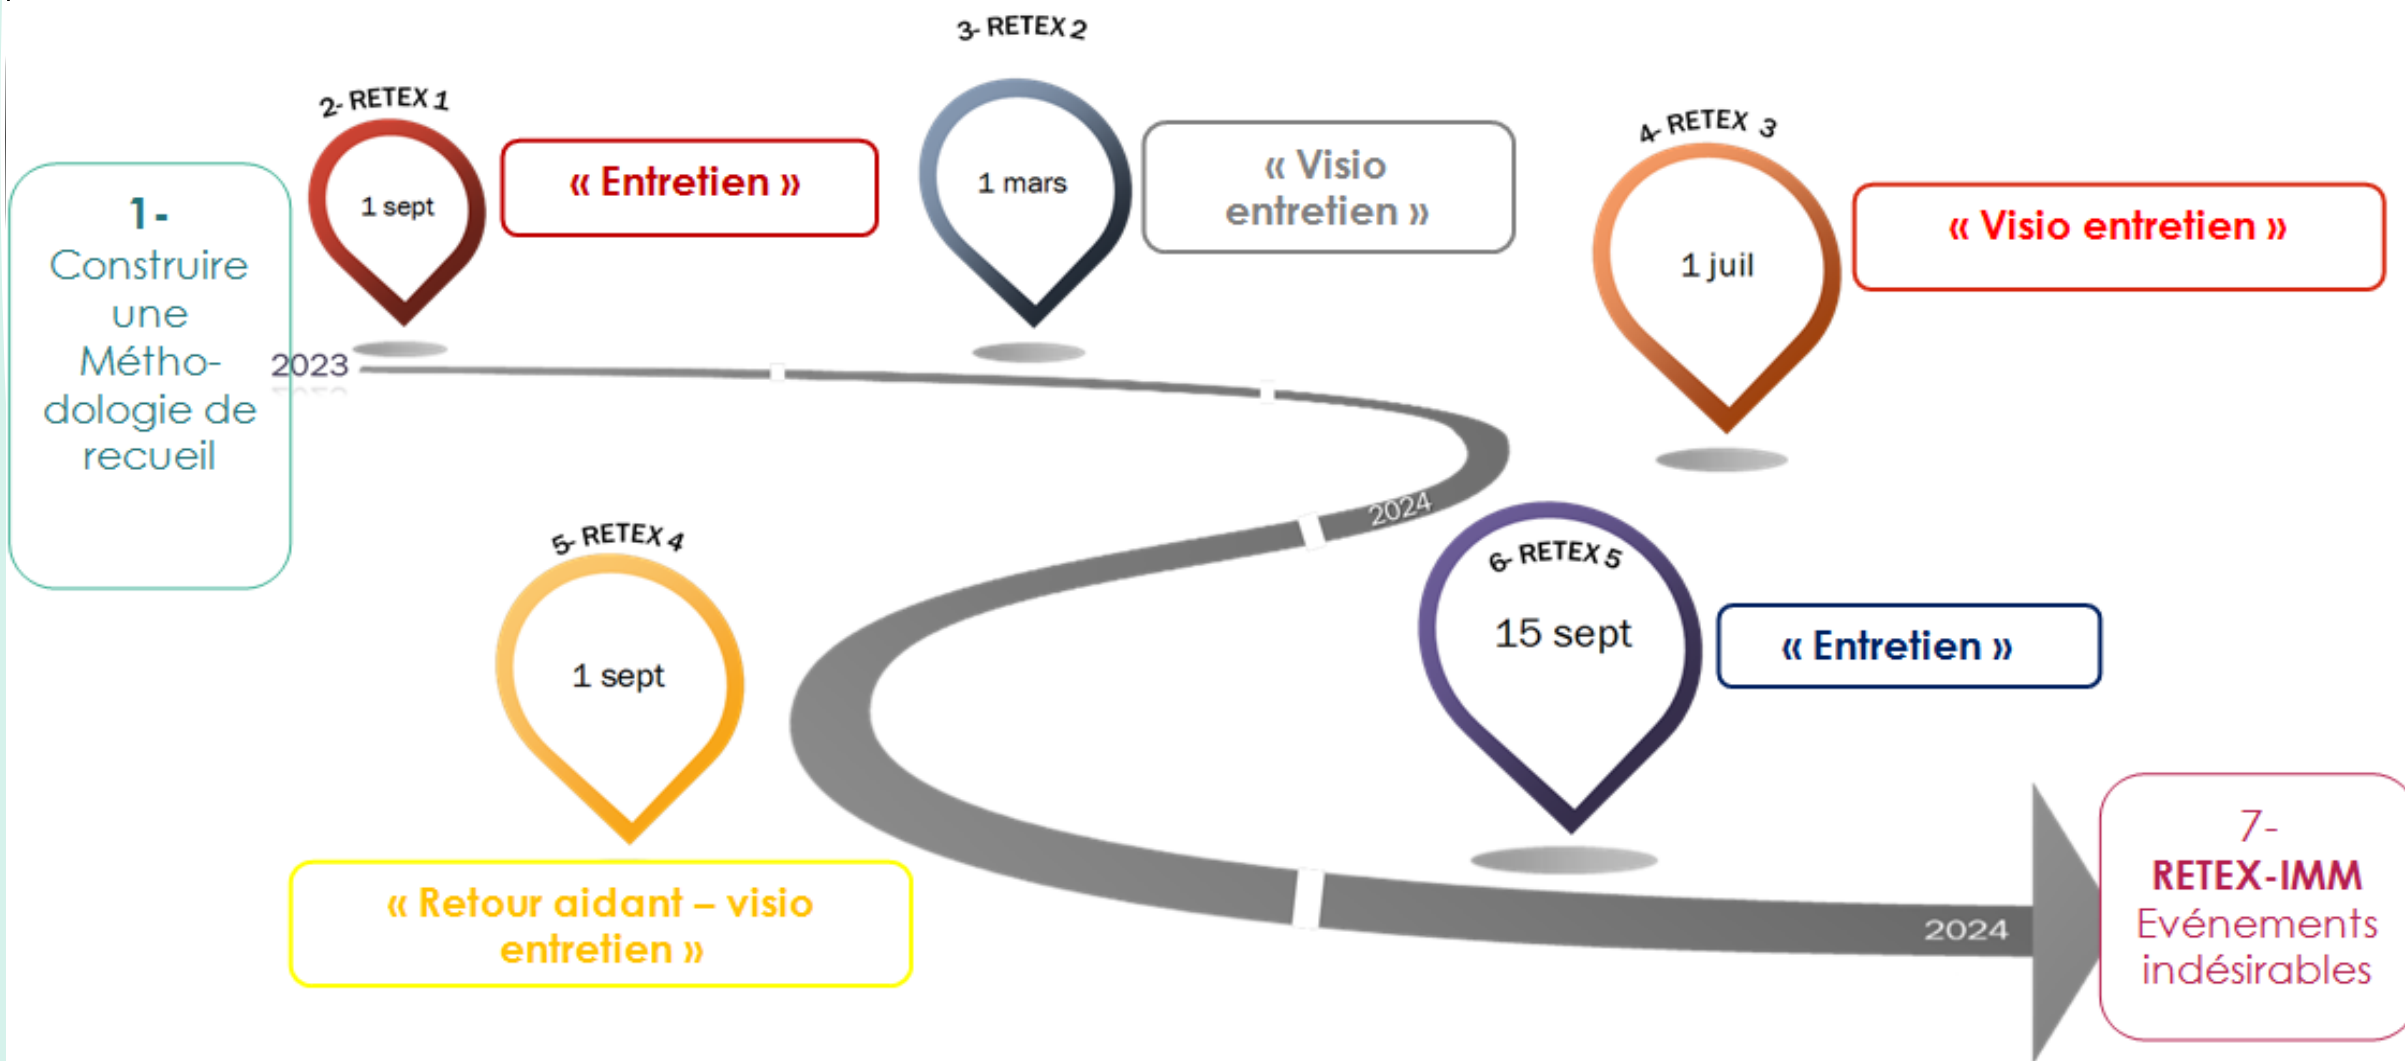 1-
Construire
une
Métho-
dologie de
recueil
2- RETEX 1
1 sept
« Entretien »
3- RETEX 2
1 mars
« Visio
entretien »
4- RETEX 3
1 juil
« Visio entretien »
2023
2024
5- RETEX 4
1 sept
« Retour aidant – visio
entretien »
6- RETEX 5
15 sept
« Entretien »
2024
7-
RETEX-IMM
Evénements
indésirables